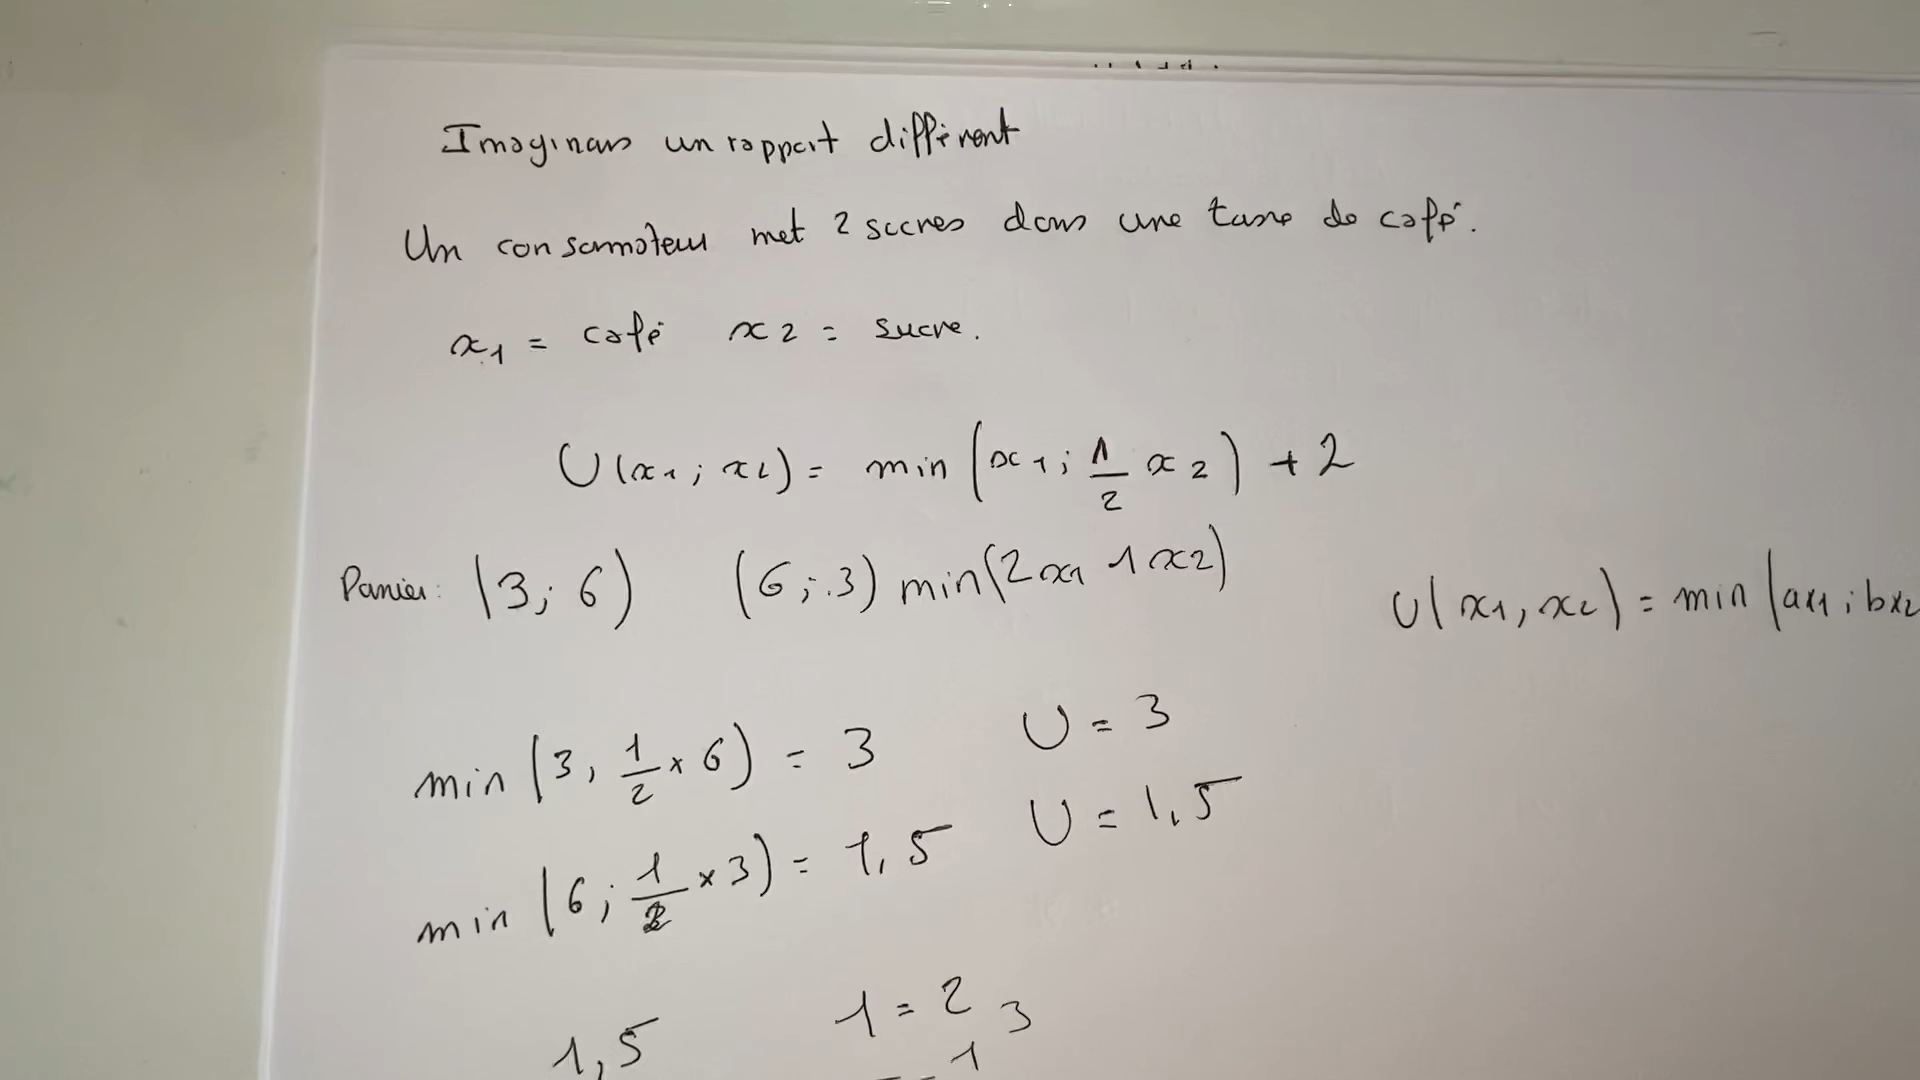 Imaginons un rapport différent
Un consommateur met 2 sucres dans une tasse de café.
x1 = café x2 = sucre.
U(x1; x2) = min (x1; 1/2 x2) + 2
Panier: (3; 6) (6; 3) min(2x1 1x2)
U(x1, x2) = min (ax1; bx2
min (3, 1/2 × 6) = 3 U = 3
min (6; 1/2 × 3) = 1,5 U = 1,5
1,5 1 = 2 3
1